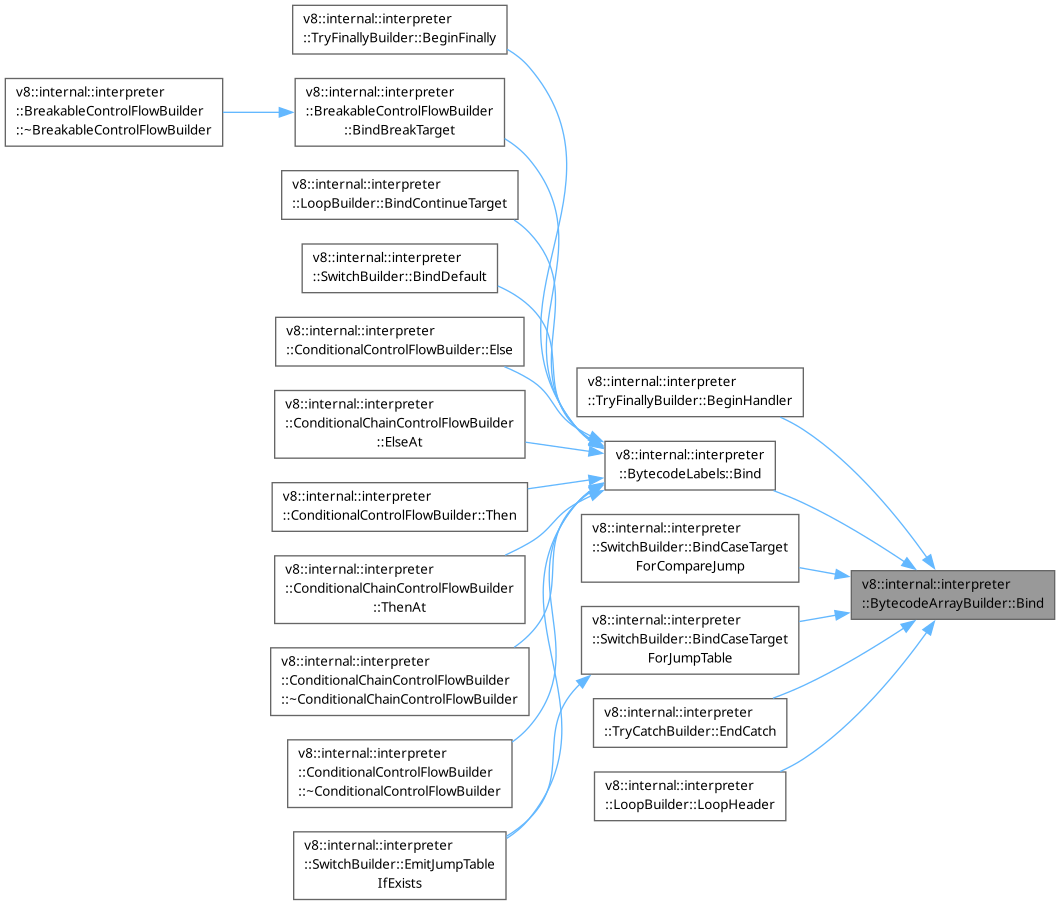 v8::internal::interpreter
::TryFinallyBuilder::BeginFinally
v8::internal::interpreter
::BreakableControlFlowBuilder
::~BreakableControlFlowBuilder
v8::internal::interpreter
::BreakableControlFlowBuilder
::BindBreakTarget
v8::internal::interpreter
::LoopBuilder::BindContinueTarget
v8::internal::interpreter
::SwitchBuilder::BindDefault
v8::internal::interpreter
::ConditionalControlFlowBuilder::Else
v8::internal::interpreter
::ConditionalChainControlFlowBuilder
::ElseAt
v8::internal::interpreter
::ConditionalControlFlowBuilder::Then
v8::internal::interpreter
::ConditionalChainControlFlowBuilder
::ThenAt
v8::internal::interpreter
::ConditionalChainControlFlowBuilder
::~ConditionalChainControlFlowBuilder
v8::internal::interpreter
::ConditionalControlFlowBuilder
::~ConditionalControlFlowBuilder
v8::internal::interpreter
::SwitchBuilder::EmitJumpTable
IfExists
v8::internal::interpreter
::TryFinallyBuilder::BeginHandler
v8::internal::interpreter
::BytecodeLabels::Bind
v8::internal::interpreter
::SwitchBuilder::BindCaseTarget
ForCompareJump
v8::internal::interpreter
::SwitchBuilder::BindCaseTarget
ForJumpTable
v8::internal::interpreter
::TryCatchBuilder::EndCatch
v8::internal::interpreter
::LoopBuilder::LoopHeader
v8::internal::interpreter
::BytecodeArrayBuilder::Bind